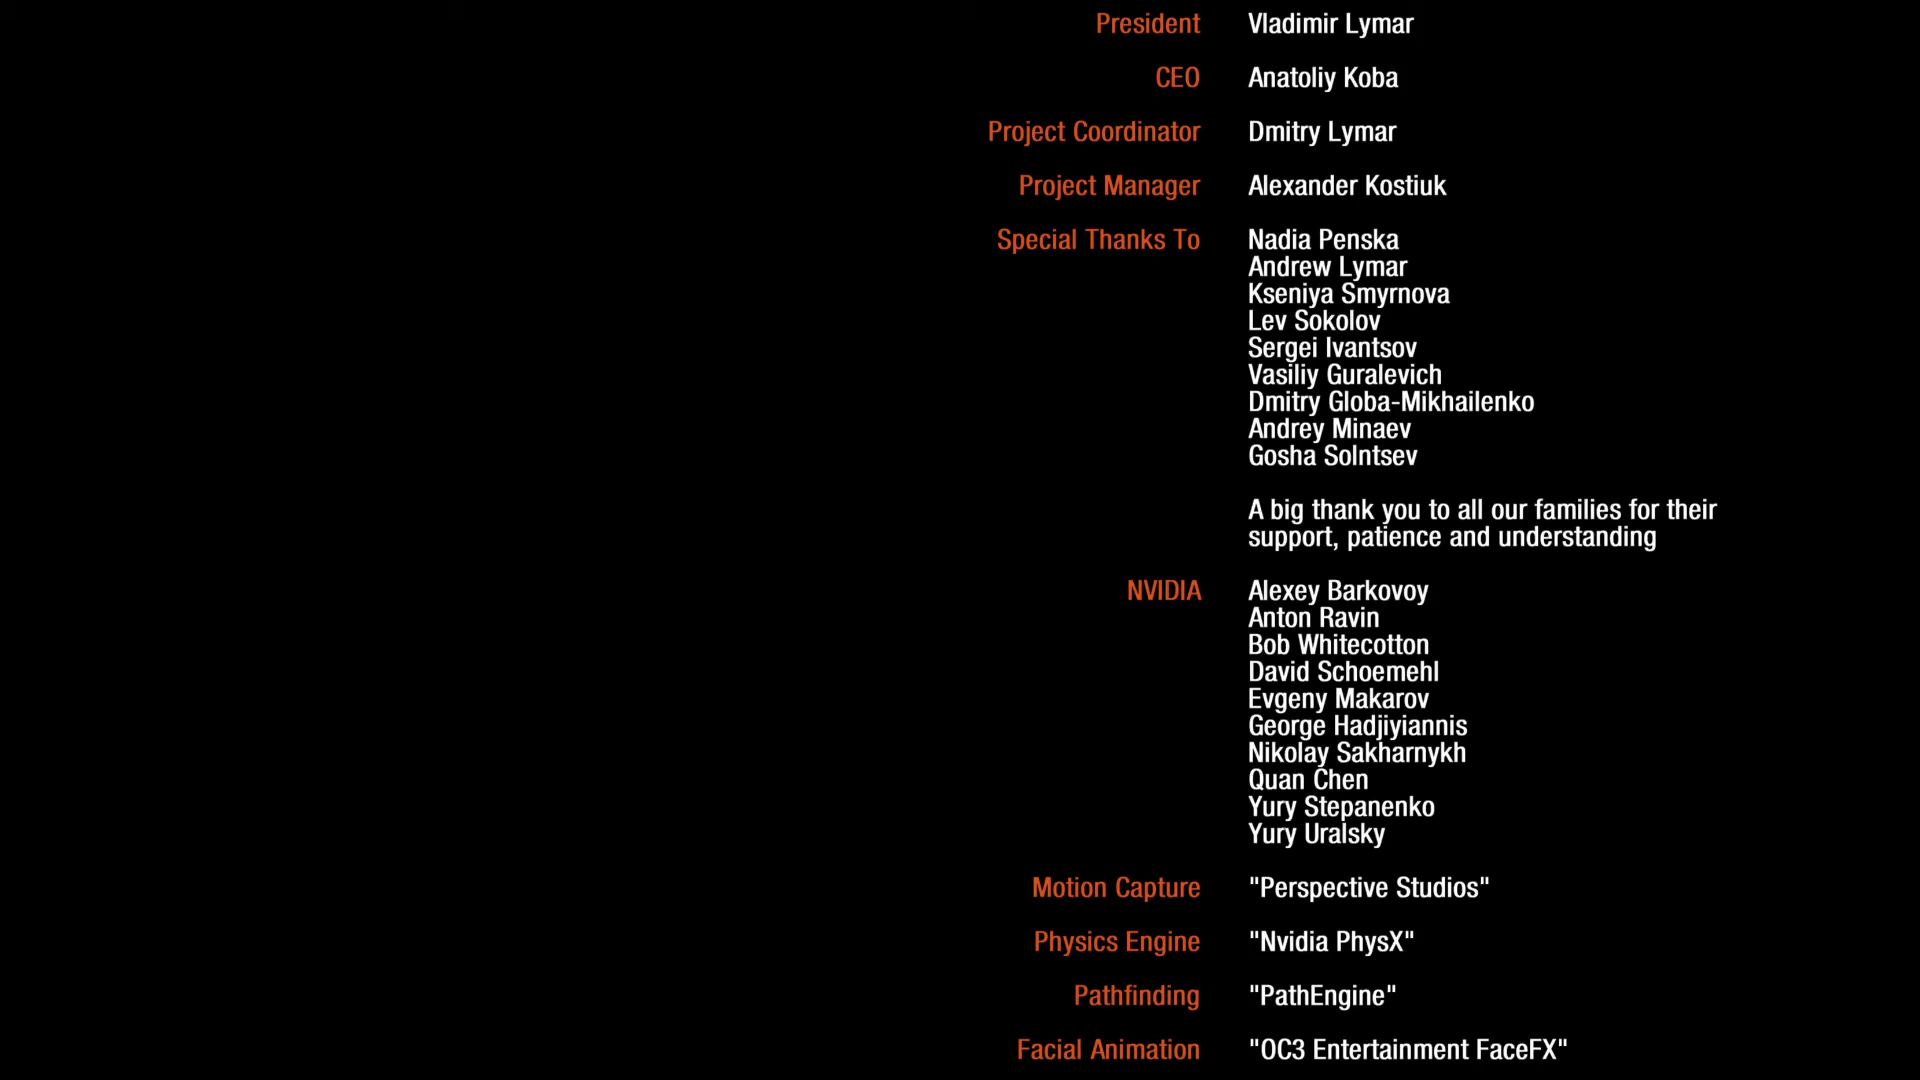 President Vladimir Lymar
CEO Anatoliy Koba
Project Coordinator Dmitry Lymar
Project Manager Alexander Kostiuk
Special Thanks To Nadia Penska
Andrew Lymar
Kseniya Smyrnova
Lev Sokolov
Sergei Ivantsov
Vasiliy Guralevich
Dmitry Globa-Mikhailenko
Andrey Minaev
Gosha Solntsev
A big thank you to all our families for their
support, patience and understanding
NVIDIA Alexey Barkovoy
Anton Ravin
Bob Whitecotton
David Schoemehl
Evgeny Makarov
George Hadjiyiannis
Nikolay Sakharnykh
Quan Chen
Yury Stepanenko
Yury Uralsky
Motion Capture "Perspective Studios"
Physics Engine "Nvidia PhysX"
Pathfinding "PathEngine"
Facial Animation "OC3 Entertainment FaceFX"